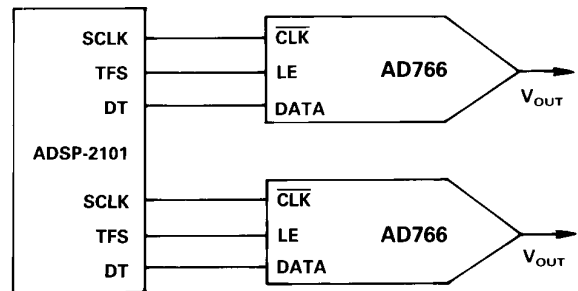 SCLK
TFS
DT
ADSP-2101
SCLK
TFS
DT
CLK
LE
DATA
AD766
VOUT
CLK
LE
DATA
AD766
VOUT